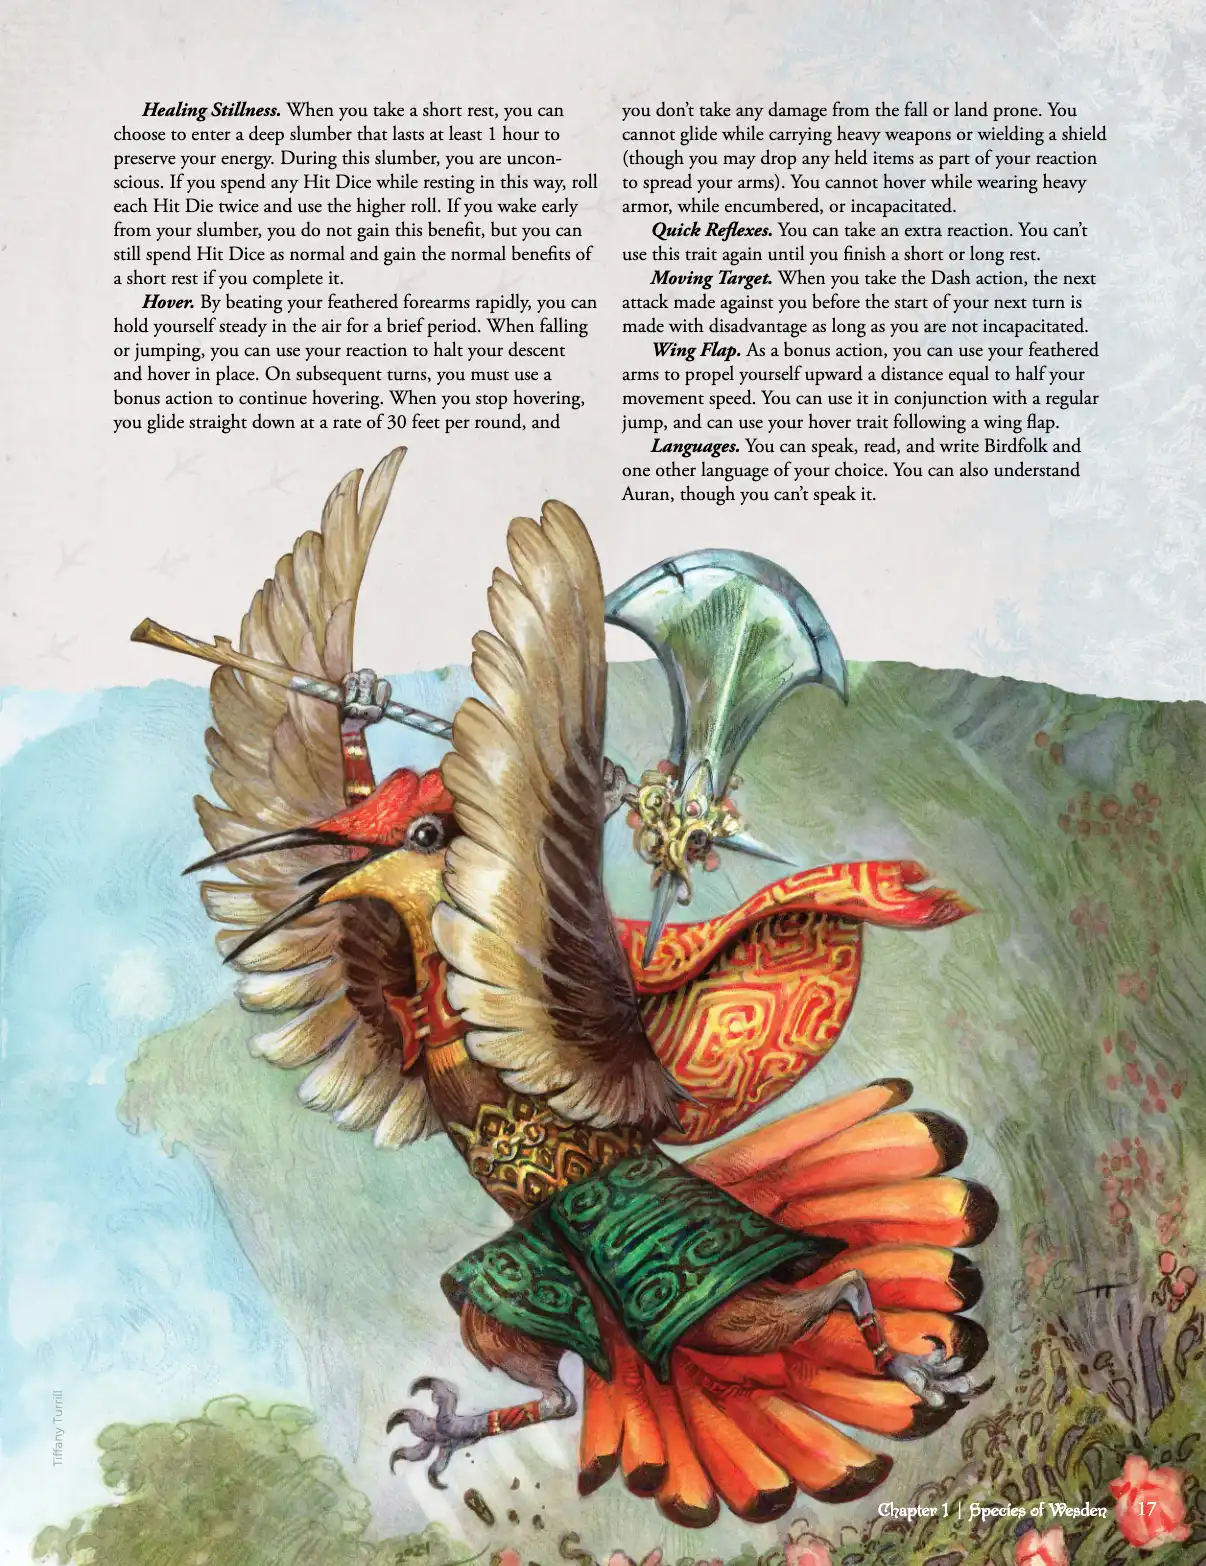 Healing Stillness. When you take a short rest, you can
choose to enter a deep slumber that lasts at least 1 hour to
preserve your energy. During this slumber, you are uncon-
scious. If you spend any Hit Dice while resting in this way, roll
each Hit Die twice and use the higher roll. If you wake early
from your slumber, you do not gain this benefit, but you can
still spend Hit Dice as normal and gain the normal benefits of
a short rest if you complete it.
Hover. By beating your feathered forearms rapidly, you can
hold yourself steady in the air for a brief period. When falling
or jumping, you can use your reaction to halt your descent
and hover in place. On subsequent turns, you must use a
bonus action to continue hovering. When you stop hovering,
you glide straight down at a rate of 30 feet per round, and
you don’t take any damage from the fall or land prone. You
cannot glide while carrying heavy weapons or wielding a shield
(though you may drop any held items as part of your reaction
to spread your arms). You cannot hover while wearing heavy
armor, while encumbered, or incapacitated.
Quick Reflexes. You can take an extra reaction. You can’t
use this trait again until you finish a short or long rest.
Moving Target. When you take the Dash action, the next
attack made against you before the start of your next turn is
made with disadvantage as long as you are not incapacitated.
Wing Flap. As a bonus action, you can use your feathered
arms to propel yourself upward a distance equal to half your
movement speed. You can use it in conjunction with a regular
jump, and can use your hover trait following a wing flap.
Languages. You can speak, read, and write Birdfolk and
one other language of your choice. You can also understand
Auran, though you can’t speak it.
Tiffany Turrill
2021
Chapter 1 | Species of Wesden 17